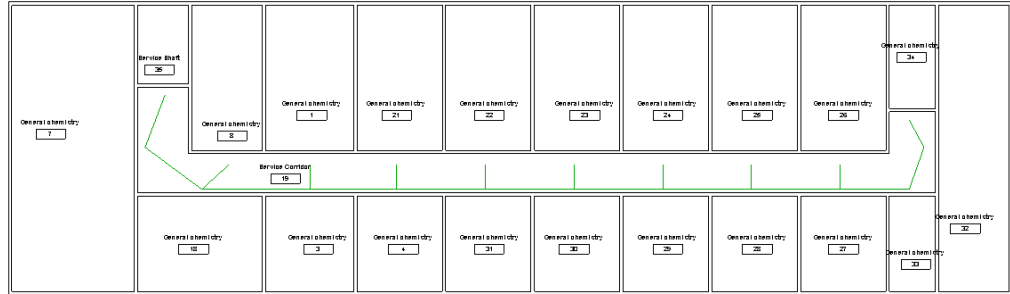 Service Shaft
35
General chemistry
34
General chemistry
7
General chemistry
8
General chemistry
1
General chemistry
21
General chemistry
22
General chemistry
23
General chemistry
24
General chemistry
25
General chemistry
26
Service Corridor
19
General chemistry
18
General chemistry
3
General chemistry
4
General chemistry
31
General chemistry
30
General chemistry
29
General chemistry
28
General chemistry
27
General chemistry
33
General chemistry
32